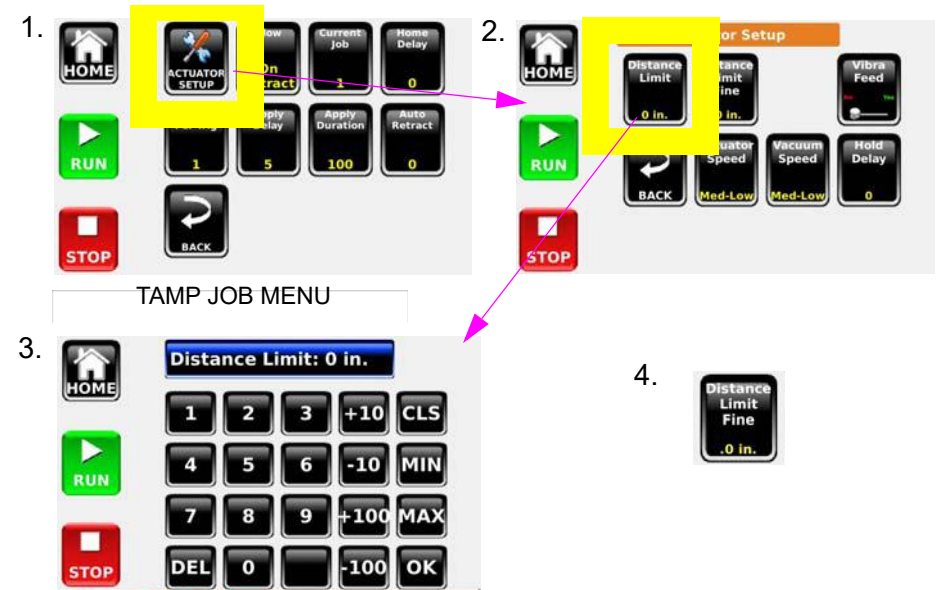 1.
HOME
ACTUATOR
SETUP
Current
Job
1
Home
Delay
0
RUN
1
5
Apply
Duration
100
Auto
Retract
0
STOP
BACK
TAMP JOB MENU
2.
HOME
Setup
Distance
Limit
0 in.
Vibra
Feed
Yes
RUN
BACK
Speed
Med-Low
Vacuum
Speed
Med-Low
Hold
Delay
0
STOP
3.
HOME
Distance Limit: 0 in.
1 2 3 +10 CLS
RUN
4 5 6 -10 MIN
7 8 9 +100 MAX
STOP
DEL 0 -100 OK
4.
Distance
Limit
Fine
.0 in.